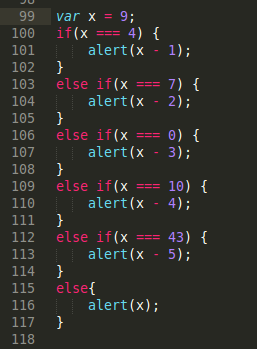 99 var x = 9;
100 if(x === 4) {
101     alert(x - 1);
102 }
103 else if(x === 7) {
104     alert(x - 2);
105 }
106 else if(x === 0) {
107     alert(x - 3);
108 }
109 else if(x === 10) {
110     alert(x - 4);
111 }
112 else if(x === 43) {
113     alert(x - 5);
114 }
115 else{
116     alert(x);
117 }
118